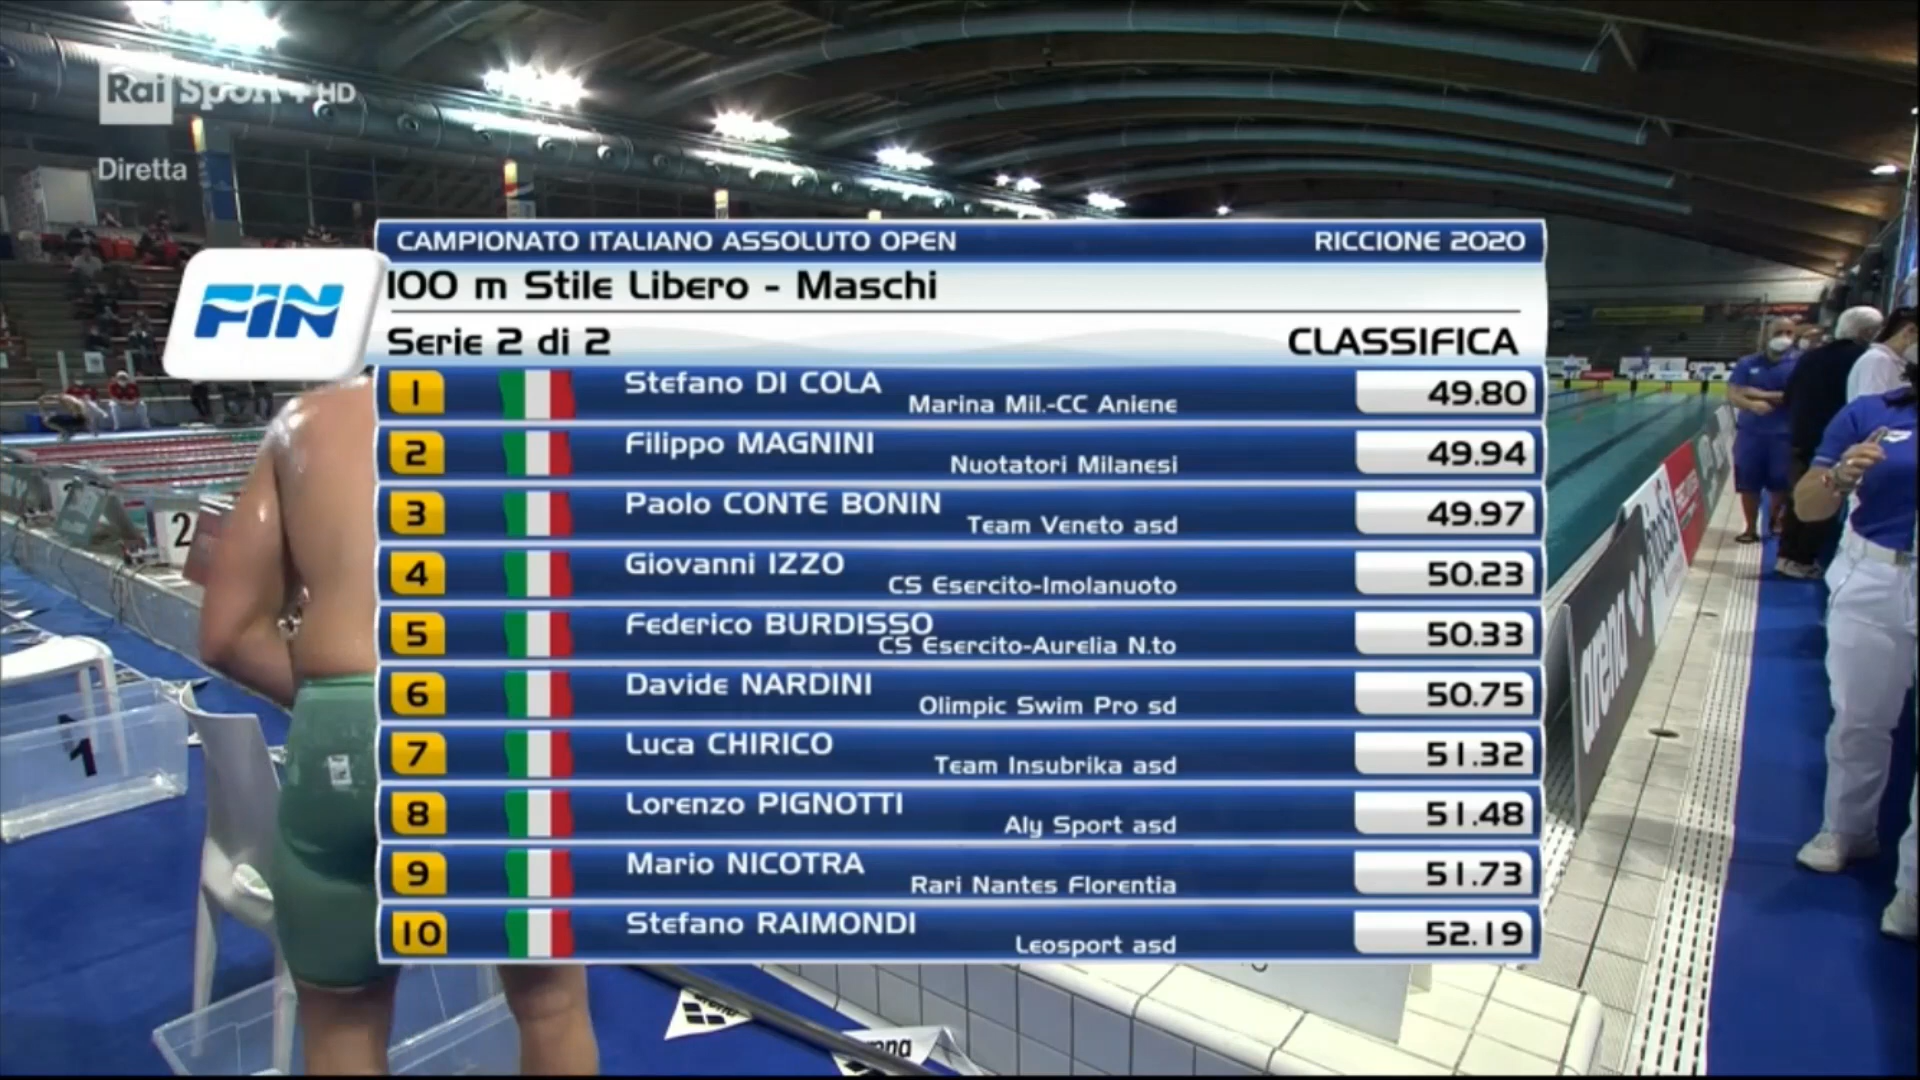 Rai Sport + HD
Diretta
CAMPIONATO ITALIANO ASSOLUTO OPEN RICCIONE 2020
FIN
100 m Stile Libero - Maschi
Serie 2 di 2 CLASSIFICA
1 Stefano DI COLA Marina Mil.-CC Aniene 49.80
2 Filippo MAGNINI Nuotatori Milanesi 49.94
3 Paolo CONTE BONIN Team Veneto asd 49.97
4 Giovanni IZZO CS Esercito-Imolanuoto 50.23
5 Federico BURDISSO CS Esercito-Aurelia N.to 50.33
6 Davide NARDINI Olimpic Swim Pro sd 50.75
7 Luca CHIRICO Team Insubrika asd 51.32
8 Lorenzo PIGNOTTI Aly Sport asd 51.48
9 Mario NICOTRA Rari Nantes Florentia 51.73
10 Stefano RAIMONDI Leosport asd 52.19
2
1
arena